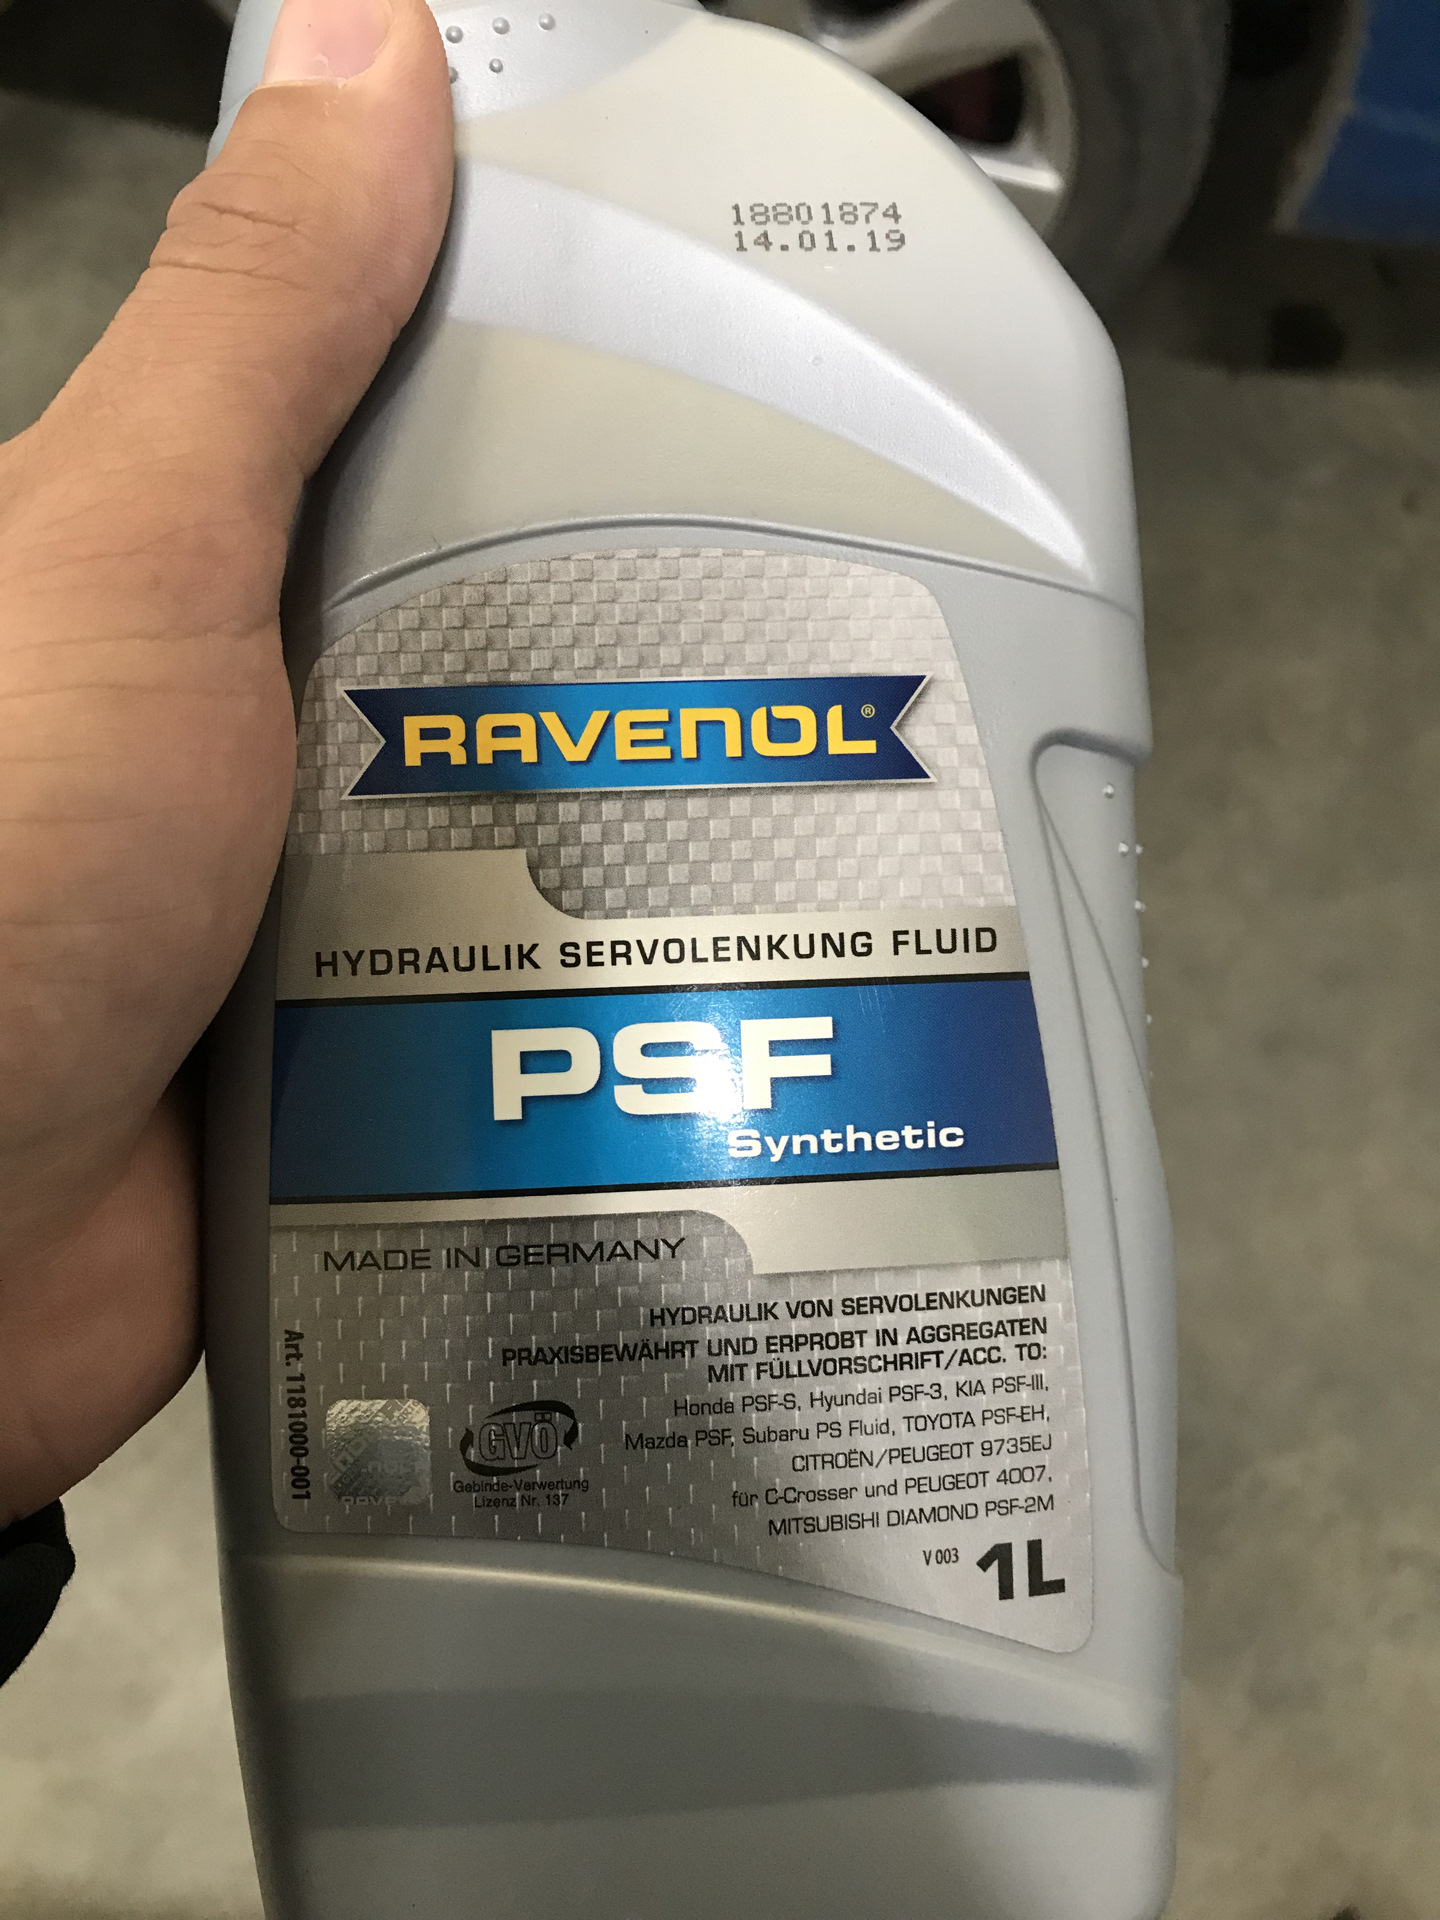 18801874
14.01.19
RAVENOL®
HYDRAULIK SERVOLENKUNG FLUID
PSF
Synthetic
MADE IN GERMANY
HYDRAULIK VON SERVOLENKUNGEN
PRAXISBEWÄHRT UND ERPROBT IN AGGREGATEN
MIT FÜLLVORSCHRIFT/ACC. TO:
Honda PSF-S, Hyundai PSF-3, KIA PSF-III,
Mazda PSF, Subaru PS Fluid, TOYOTA PSF-EH,
CITROËN/PEUGEOT 9735EJ
für C-Crosser und PEUGEOT 4007,
MITSUBISHI DIAMOND PSF-2M
V 003
1L
Art. 1181000-001
GVÖ
Gebinde-Verwertung
Lizenz Nr. 137